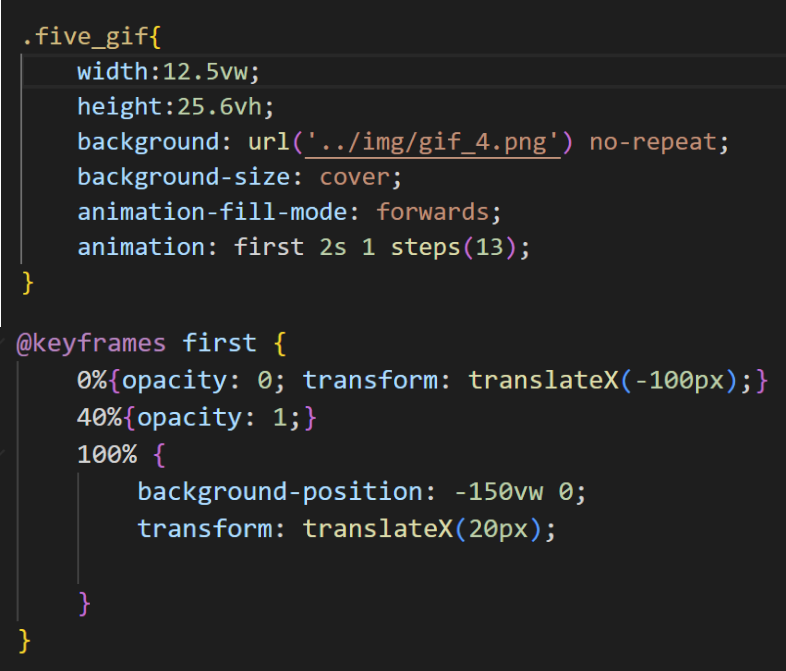 .five_gif{
    width:12.5vw;
    height:25.6vh;
    background: url('../img/gif_4.png') no-repeat;
    background-size: cover;
    animation-fill-mode: forwards;
    animation: first 2s 1 steps(13);
}
@keyframes first {
    0%{opacity: 0; transform: translateX(-100px);}
    40%{opacity: 1;}
    100% {
        background-position: -150vw 0;
        transform: translateX(20px);
    }
}